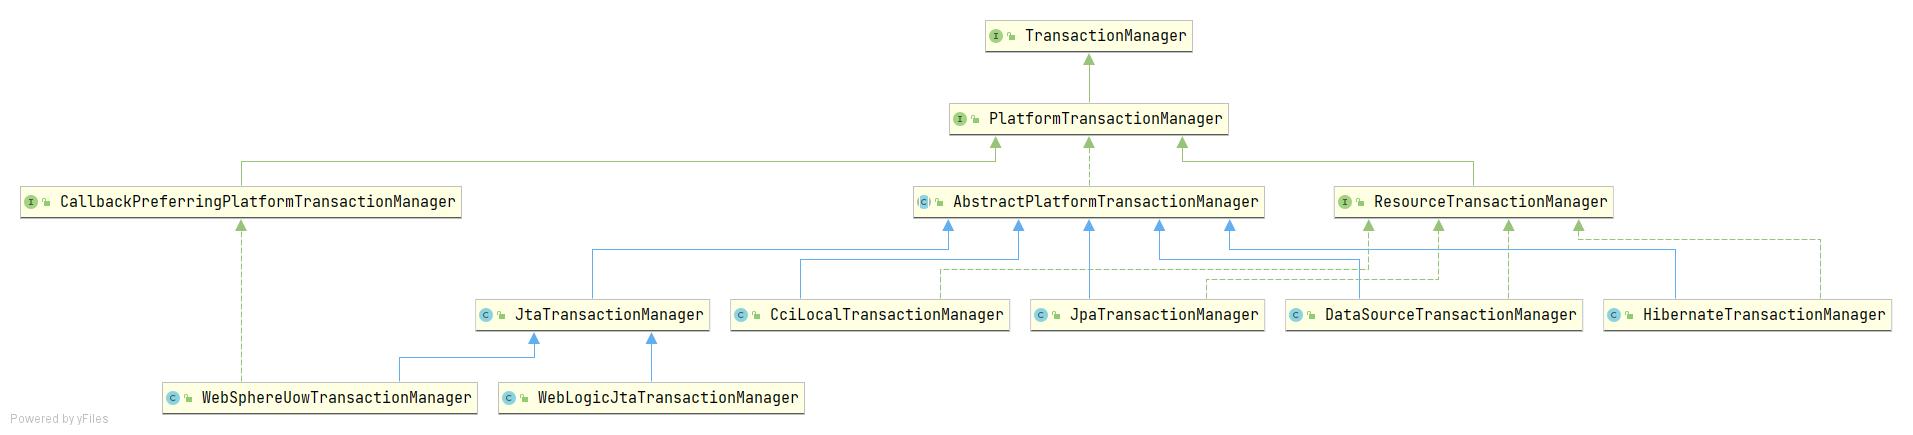 TransactionManager
PlatformTransactionManager
CallbackPreferringPlatformTransactionManager
AbstractPlatformTransactionManager
ResourceTransactionManager
JtaTransactionManager
CciLocalTransactionManager
JpaTransactionManager
DataSourceTransactionManager
HibernateTransactionManager
WebSphereUowTransactionManager
WebLogicJtaTransactionManager
Powered by yFiles